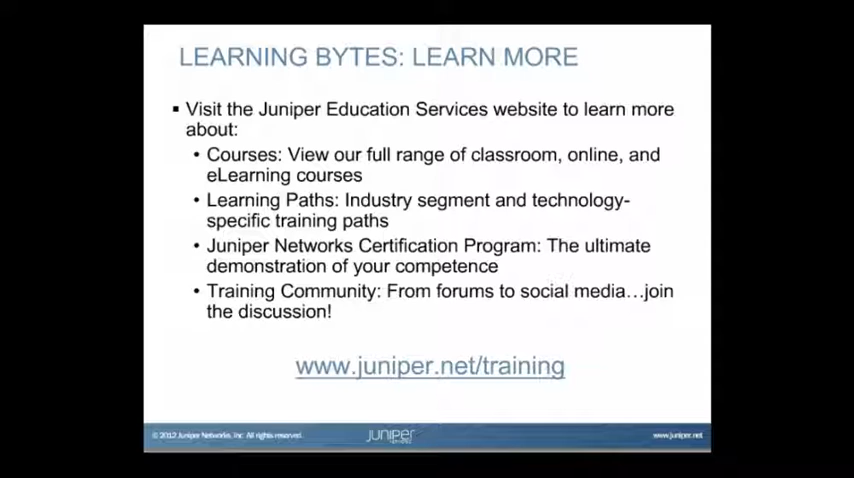 LEARNING BYTES: LEARN MORE
▪ Visit the Juniper Education Services website to learn more
about:
• Courses: View our full range of classroom, online, and
eLearning courses
• Learning Paths: Industry segment and technology-
specific training paths
• Juniper Networks Certification Program: The ultimate
demonstration of your competence
• Training Community: From forums to social media…join
the discussion!
www.juniper.net/training
© 2012 Juniper Networks, Inc. All rights reserved.
JUNIPER
NETWORKS
www.juniper.net